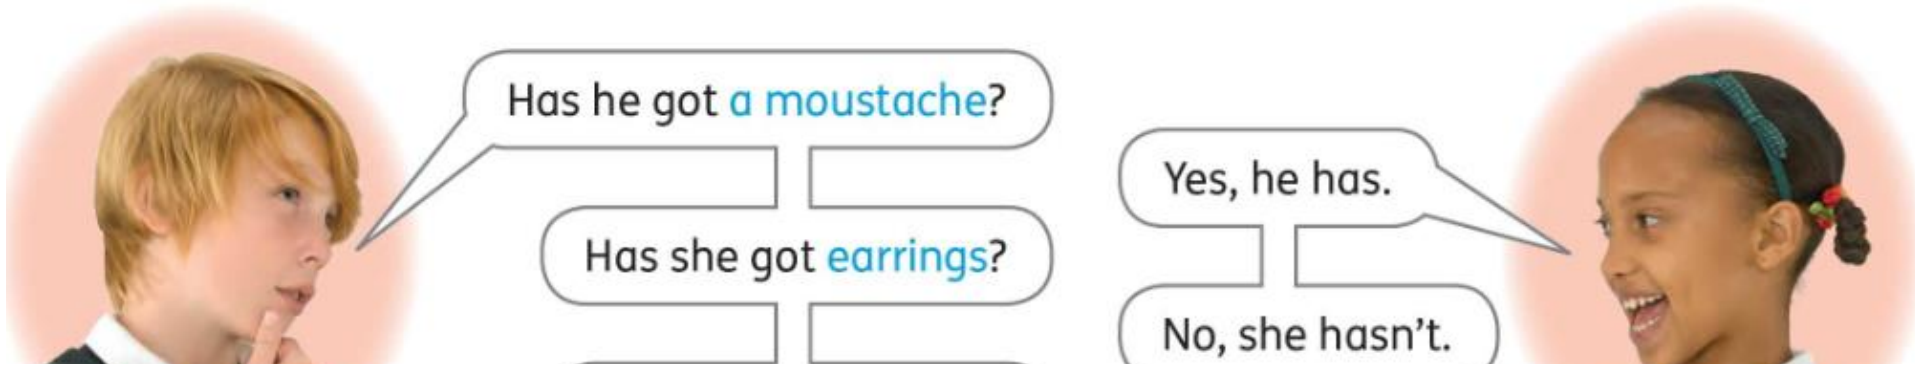 Has he got a moustache?
Has she got earrings?
Yes, he has.
No, she hasn't.